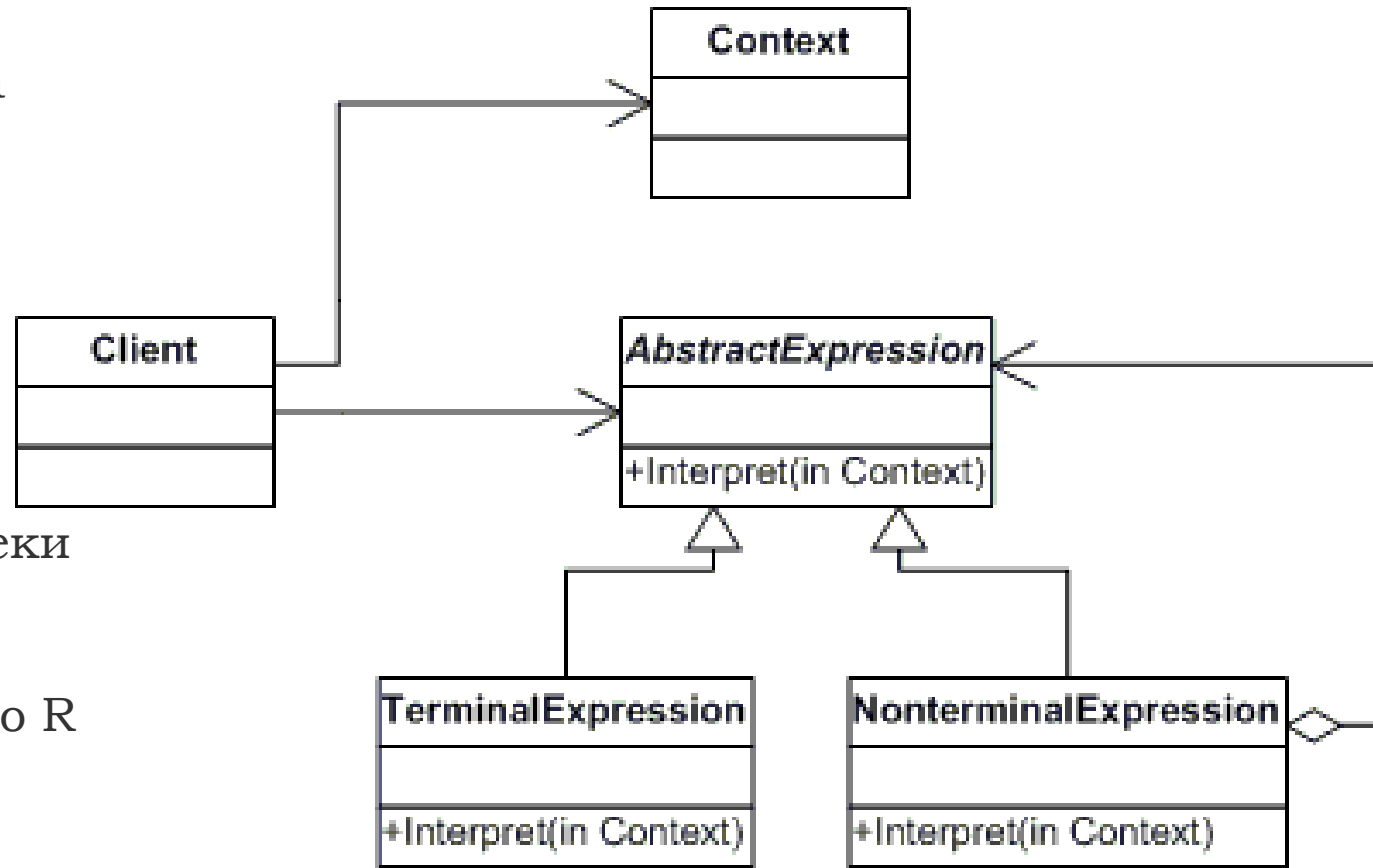 Context
Client
AbstractExpression
+Interpret(in Context)
еки
о R
TerminalExpression
NonterminalExpression
+Interpret(in Context)
+Interpret(in Context)